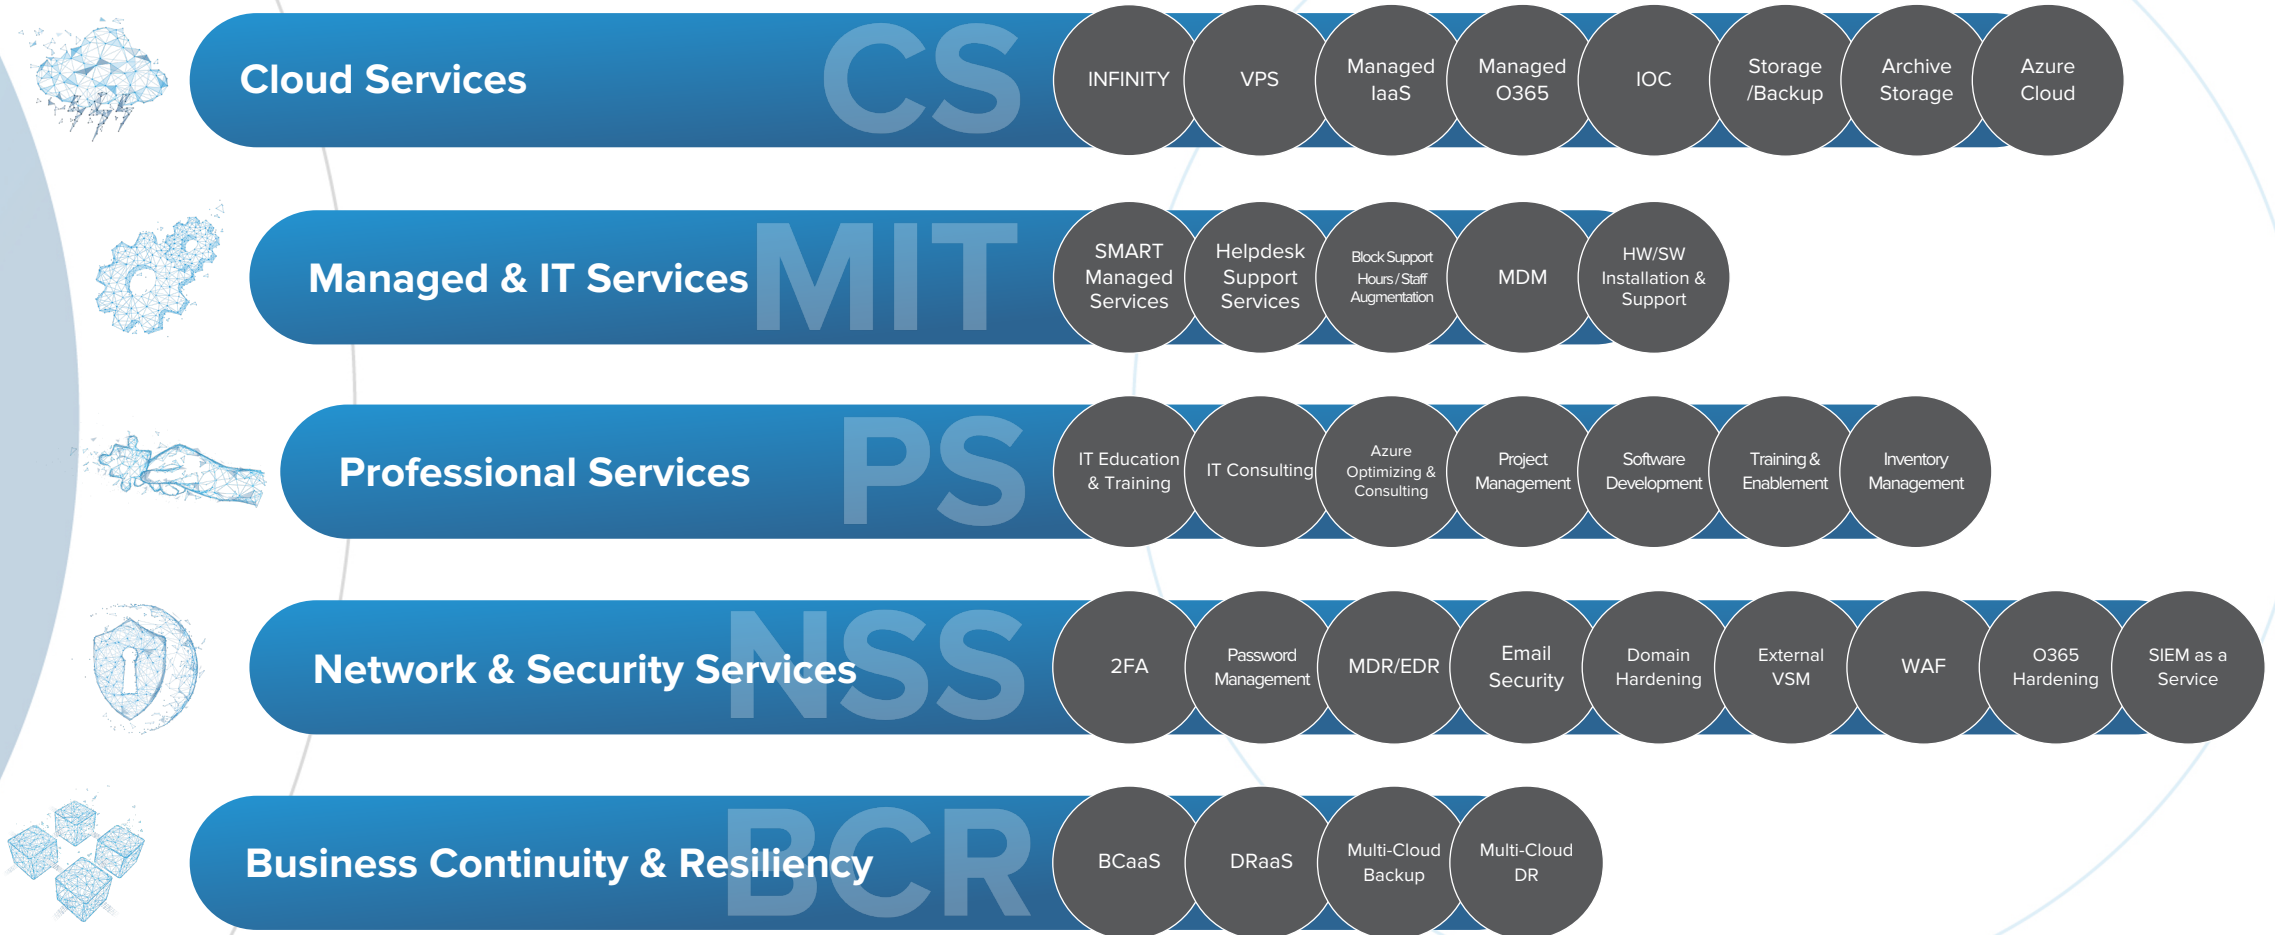 Cloud Services
CS
INFINITY
VPS
Managed
IaaS
Managed
O365
IOC
Storage
/Backup
Archive
Storage
Azure
Cloud
Managed & IT Services
MIT
SMART
Managed
Services
Helpdesk
Support
Services
Block Support
Hours / Staff
Augmentation
MDM
HW/SW
Installation &
Support
Professional Services
PS
IT Education
& Training
IT Consulting
Azure
Optimizing &
Consulting
Project
Management
Software
Development
Training &
Enablement
Inventory
Management
Network & Security Services
NSS
2FA
Password
Management
MDR/EDR
Email
Security
Domain
Hardening
External
VSM
WAF
O365
Hardening
SIEM as a
Service
Business Continuity & Resiliency
BCR
BCaaS
DRaaS
Multi-Cloud
Backup
Multi-Cloud
DR